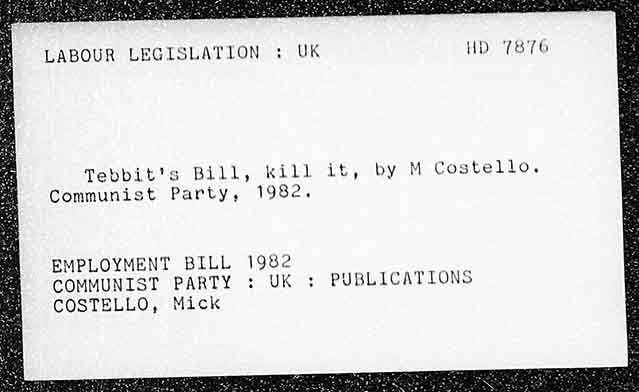 LABOUR LEGISLATION : UK HD 7876
Tebbit's Bill, kill it, by M Costello.
Communist Party, 1982.
EMPLOYMENT BILL 1982
COMMUNIST PARTY : UK : PUBLICATIONS
COSTELLO, Mick